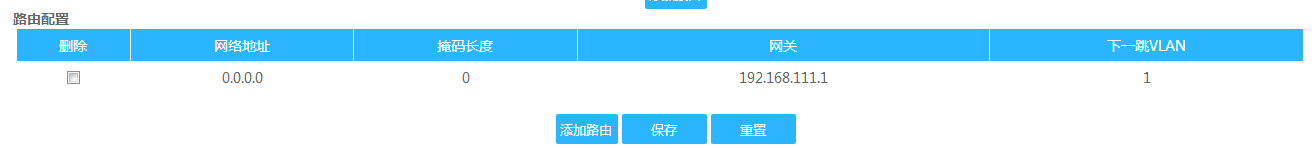 路由配置
删除 网络地址 掩码长度 网关 下一跳VLAN
0.0.0.0 0 192.168.111.1 1
添加路由 保存 重置